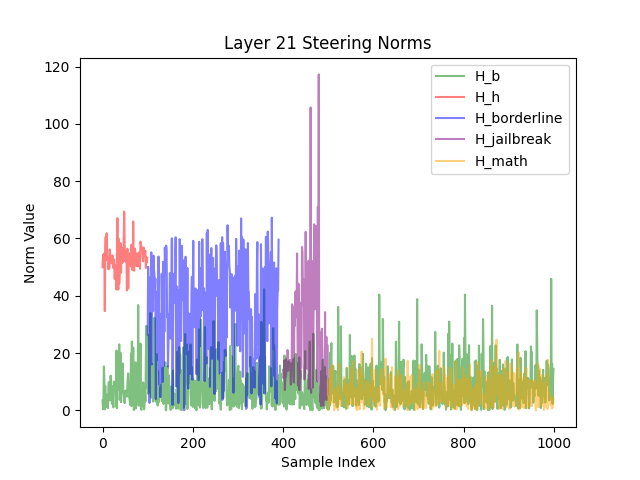 Layer 21 Steering Norms
120
100
80
60
40
20
0
Norm Value
H_b
H_h
H_borderline
H_jailbreak
H_math
0
200
400
600
800
1000
Sample Index